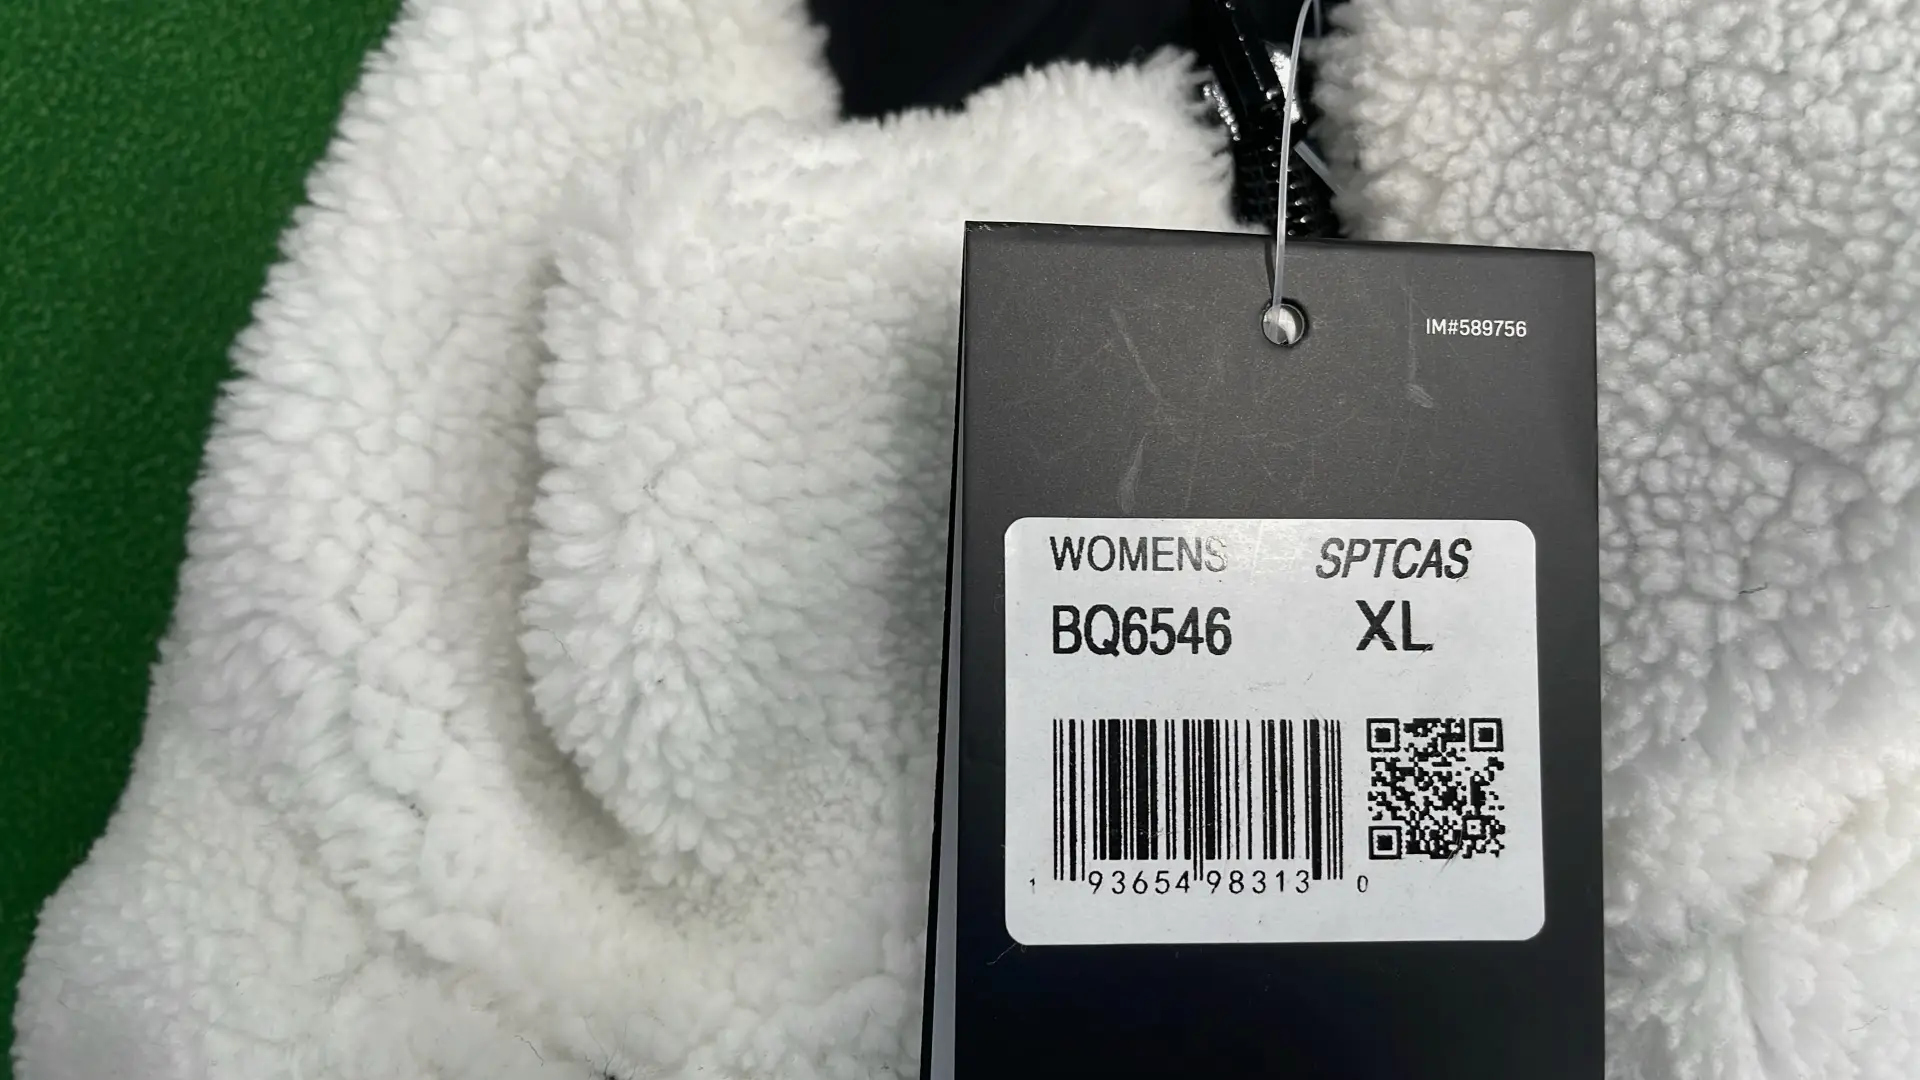 IM#589756
WOMENS SPTCAS
BQ6546 XL
1 93654 98313 0